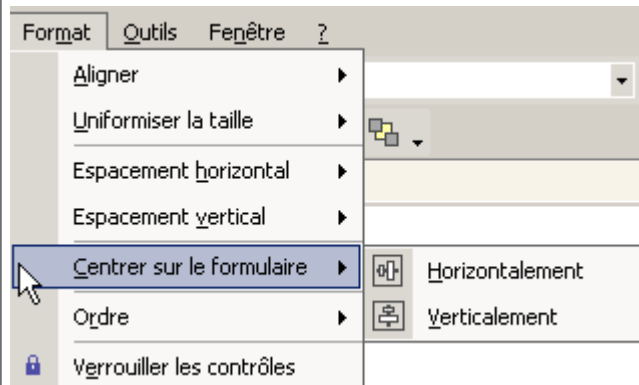 Format Outils Fenêtre ?
Aligner
Uniformiser la taille
Espacement horizontal
Espacement vertical
Centrer sur le formulaire
Horizontalement
Ordre
Verticalement
Verrouiller les contrôles